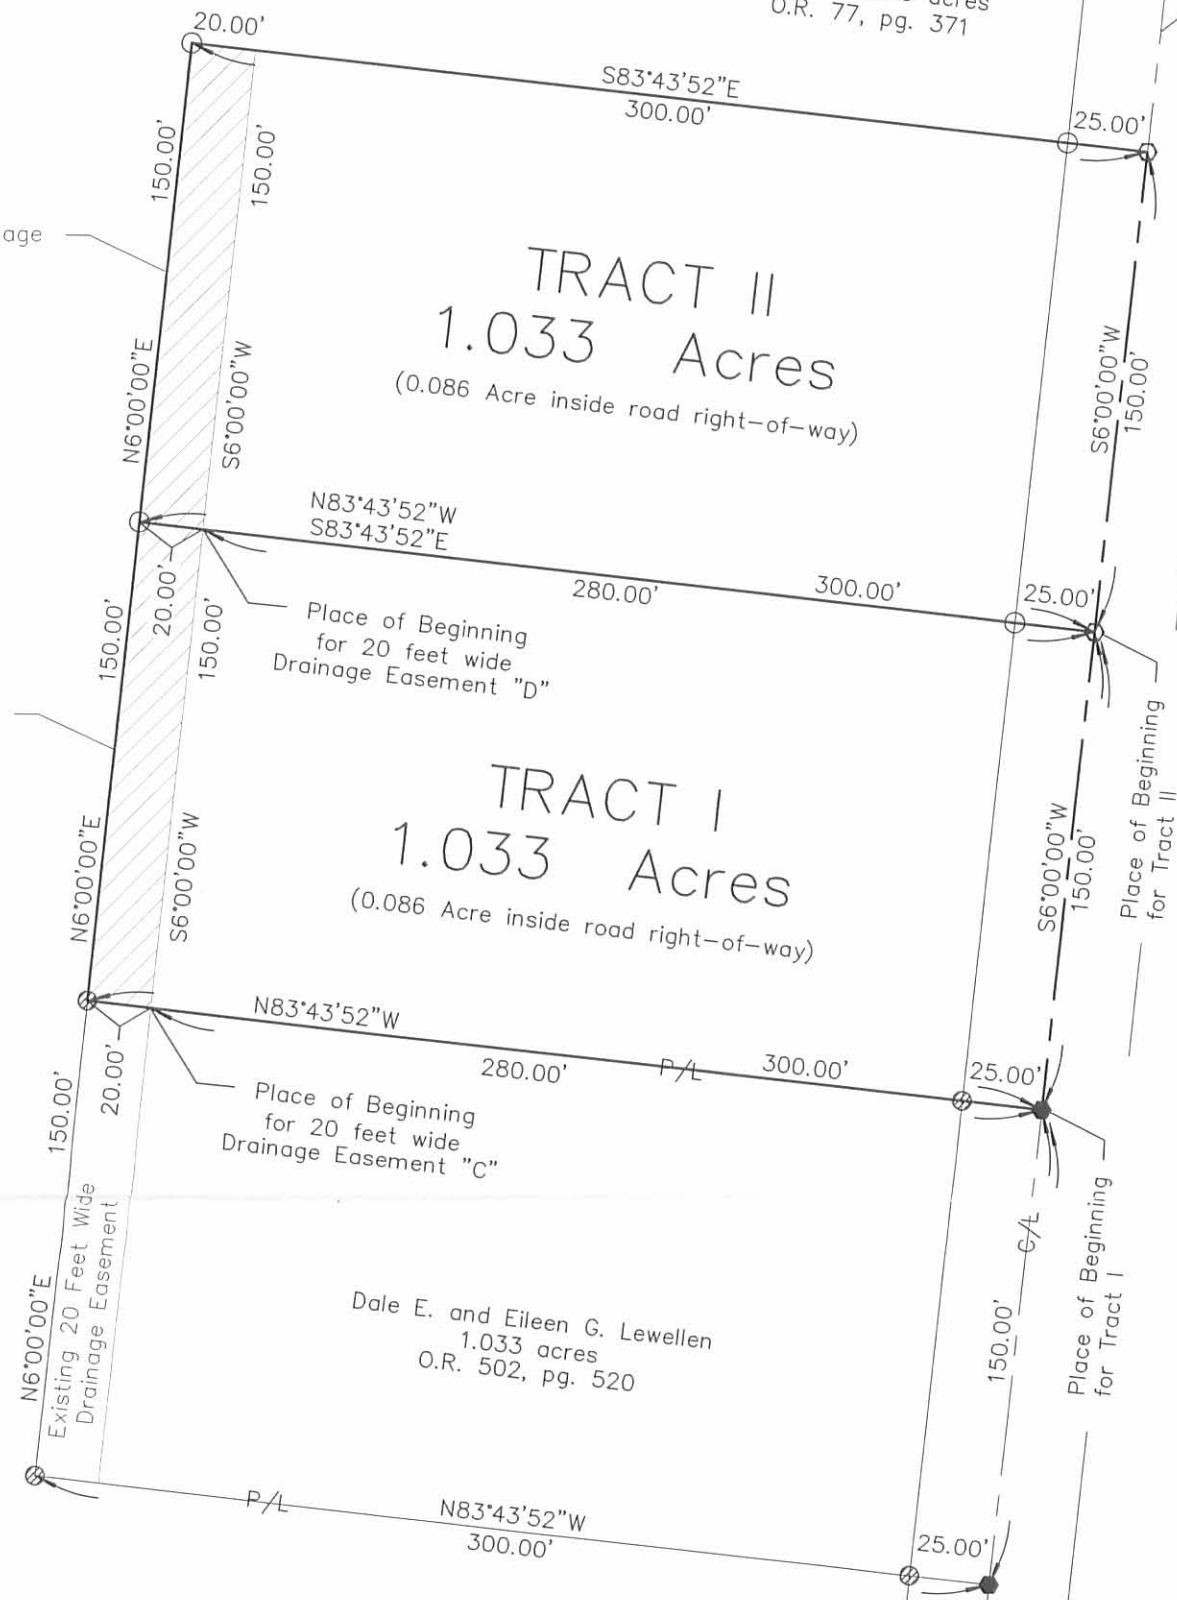 acres
O.R. 77, pg. 371
20.00'
S83°43'52"E
300.00'
25.00'
150.00'
150.00'
age
TRACT II
1.033 Acres
(0.086 Acre inside road right-of-way)
N6°00'00"E
S6°00'00"W
S6°00'00"W
150.00'
N83°43'52"W
S83°43'52"E
280.00'
300.00'
25.00'
20.00'
150.00'
150.00'
Place of Beginning
for 20 feet wide
Drainage Easement "D"
Place of Beginning
for Tract II
TRACT I
1.033 Acres
(0.086 Acre inside road right-of-way)
N6°00'00"E
S6°00'00"W
S6°00'00"W
150.00'
N83°43'52"W
280.00'
P/L
300.00'
25.00'
20.00'
150.00'
Place of Beginning
for 20 feet wide
Drainage Easement "C"
Place of Beginning
for Tract I
C/L
150.00'
N6°00'00"E
Existing 20 Feet Wide
Drainage Easement
Dale E. and Eileen G. Lewellen
1.033 acres
O.R. 502, pg. 520
P/L
N83°43'52"W
300.00'
25.00'